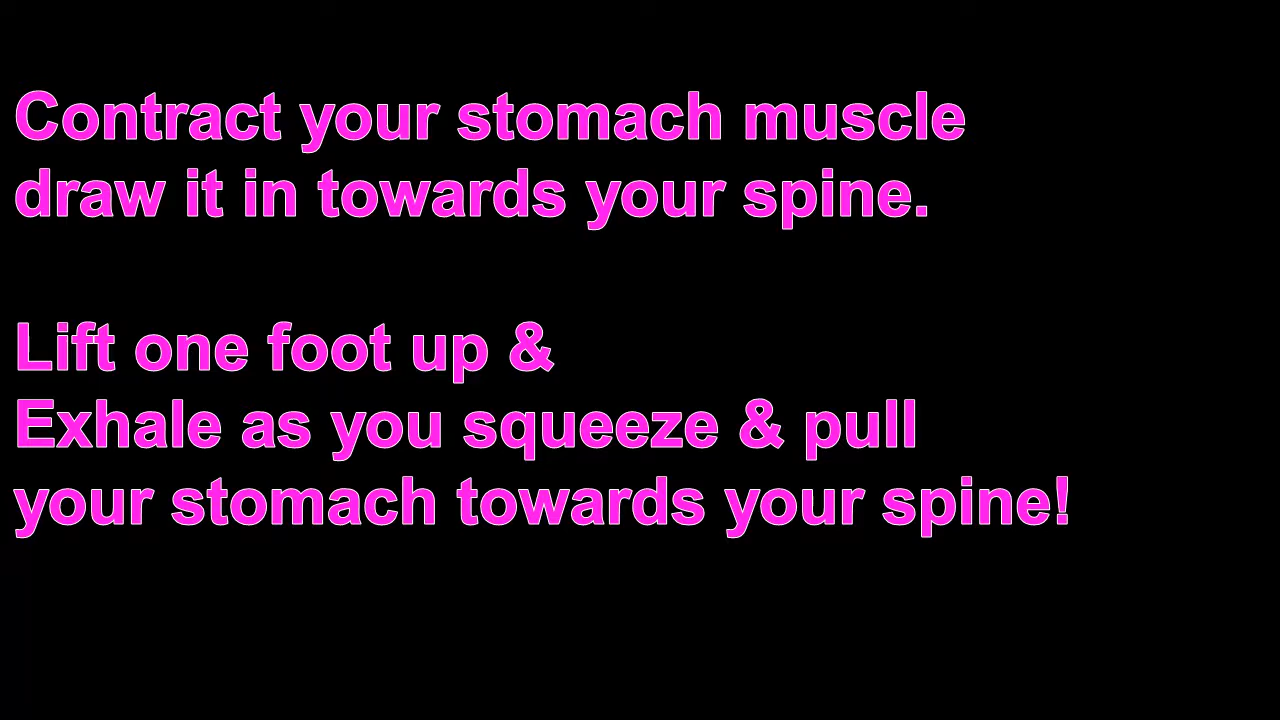 Contract your stomach muscle
draw it in towards your spine.
Lift one foot up &
Exhale as you squeeze & pull
your stomach towards your spine!